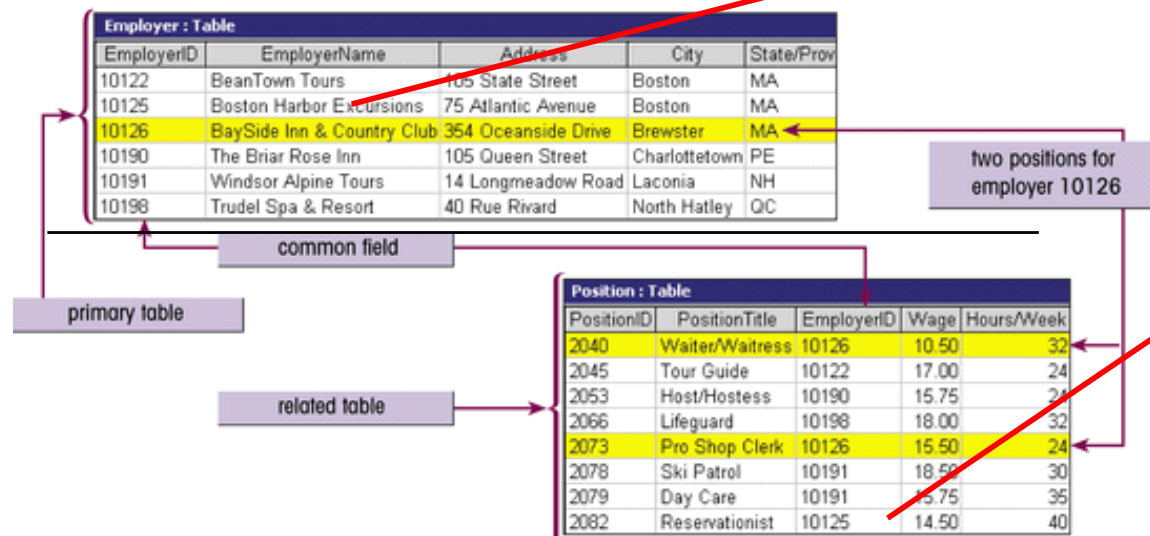 Employer : Table
EmployerID EmployerName Address City State/Prov
10122 BeanTown Tours 105 State Street Boston MA
10125 Boston Harbor Excursions 75 Atlantic Avenue Boston MA
10126 BaySide Inn & Country Club 354 Oceanside Drive Brewster MA
10190 The Briar Rose Inn 105 Queen Street Charlottetown PE
10191 Windsor Alpine Tours 14 Longmeadow Road Laconia NH
10198 Trudel Spa & Resort 40 Rue Rivard North Hatley QC
two positions for
employer 10126
common field
primary table
related table
Position : Table
PositionID PositionTitle EmployerID Wage Hours/Week
2040 Waiter/Waitress 10126 10.50 32
2045 Tour Guide 10122 17.00 24
2053 Host/Hostess 10190 15.75 24
2066 Lifeguard 10198 18.00 32
2073 Pro Shop Clerk 10126 15.50 24
2078 Ski Patrol 10191 18.50 30
2079 Day Care 10191 15.75 35
2082 Reservationist 10125 14.50 40